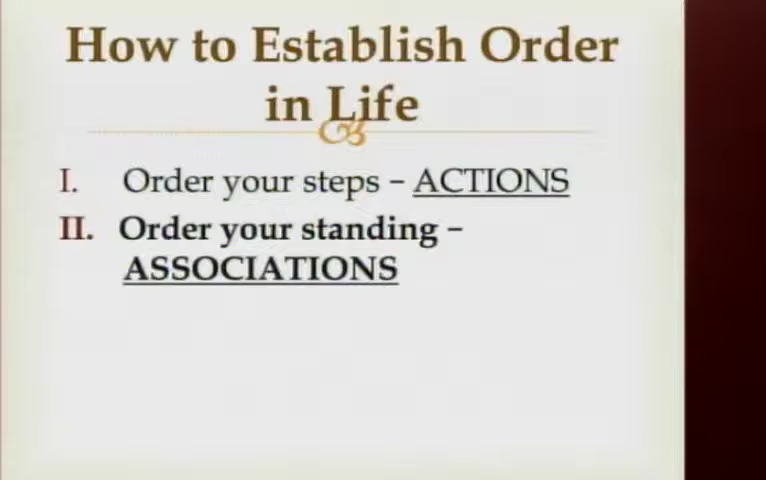 How to Establish Order
in Life
I. Order your steps – ACTIONS
II. Order your standing –
ASSOCIATIONS